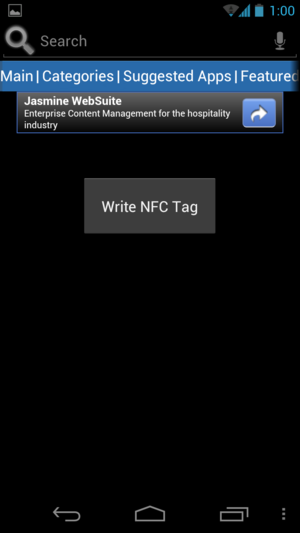 1:00
Search
Main | Categories | Suggested Apps | Featured
Jasmine WebSuite
Enterprise Content Management for the hospitality
industry
Write NFC Tag